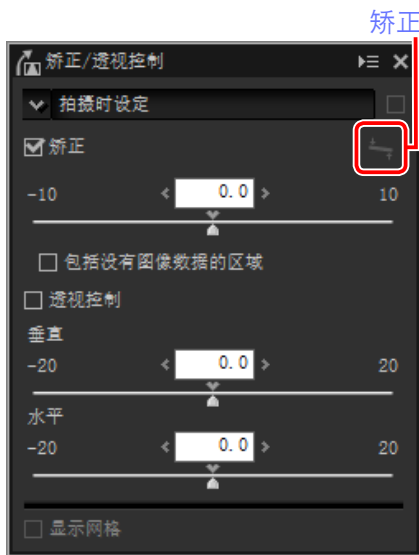 矫正
矫正/透视控制
拍摄时设定
矫正
-10 0.0 10
包括没有图像数据的区域
透视控制
垂直
-20 0.0 20
水平
-20 0.0 20
显示网格